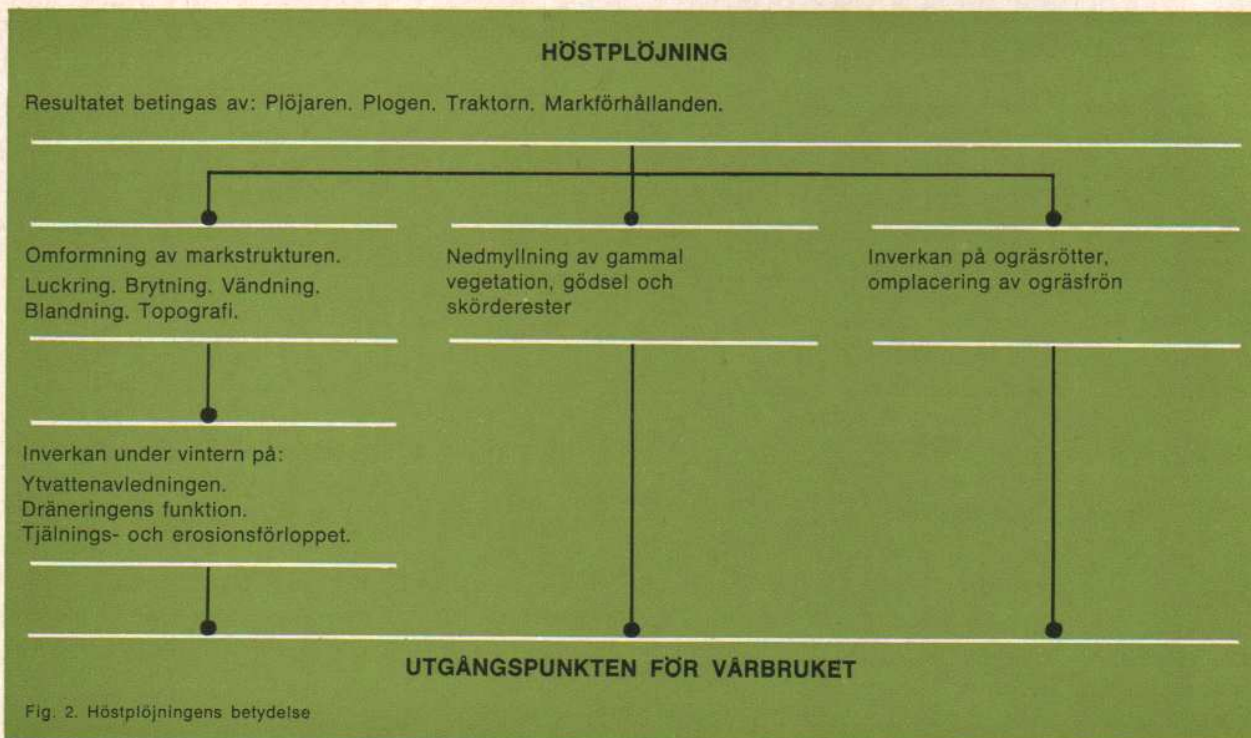 HÖSTPLÖJNING
Resultatet betingas av: Plöjaren. Plogen. Traktorn. Markförhållanden.
Omformning av markstrukturen.
Luckring. Brytning. Vändning.
Blandning. Topografi.
Nedmyllning av gammal
vegetation, gödsel och
skörderester
Inverkan på ogräsrötter,
omplacering av ogräsfrön
Inverkan under vintern på:
Ytvattenavledningen.
Dräneringens funktion.
Tjälnings- och erosionsförloppet.
UTGÅNGSPUNKTEN FÖR VÅRBRUKET
Fig. 2. Höstplöjningens betydelse